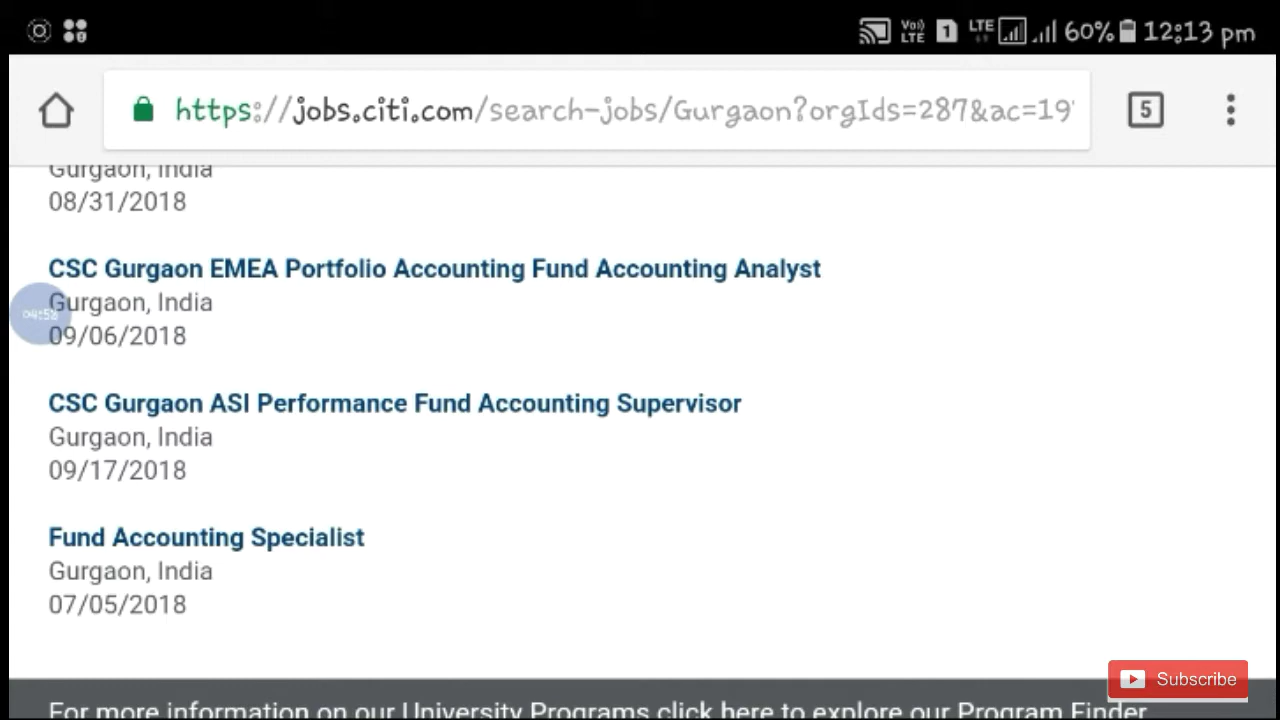 Vo))
LTE
1
LTE
60%
12:13 pm
https://jobs.citi.com/search-jobs/Gurgaon?orgIds=287&ac=19
5
Gurgaon, India
08/31/2018
CSC Gurgaon EMEA Portfolio Accounting Fund Accounting Analyst
Gurgaon, India
09/06/2018
CSC Gurgaon ASI Performance Fund Accounting Supervisor
Gurgaon, India
09/17/2018
Fund Accounting Specialist
Gurgaon, India
07/05/2018
Subscribe
For more information on our University Programs click here to explore our Program Finder